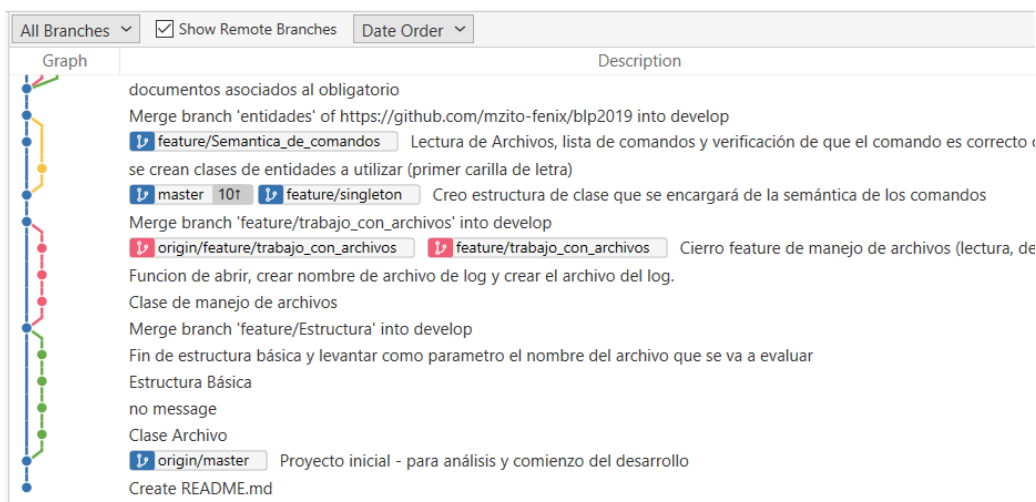 All Branches Show Remote Branches Date Order
Graph Description
documentos asociados al obligatorio
Merge branch 'entidades' of https://github.com/mzito-fenix/blp2019 into develop
feature/Semantica_de_comandos Lectura de Archivos, lista de comandos y verificación de que el comando es correcto
se crean clases de entidades a utilizar (primer carilla de letra)
master 10↑ feature/singleton Creo estructura de clase que se encargará de la semántica de los comandos
Merge branch 'feature/trabajo_con_archivos' into develop
origin/feature/trabajo_con_archivos feature/trabajo_con_archivos Cierro feature de manejo de archivos (lectura, de
Funcion de abrir, crear nombre de archivo de log y crear el archivo del log.
Clase de manejo de archivos
Merge branch 'feature/Estructura' into develop
Fin de estructura básica y levantar como parametro el nombre del archivo que se va a evaluar
Estructura Básica
no message
Clase Archivo
origin/master Proyecto inicial - para análisis y comienzo del desarrollo
Create README.md